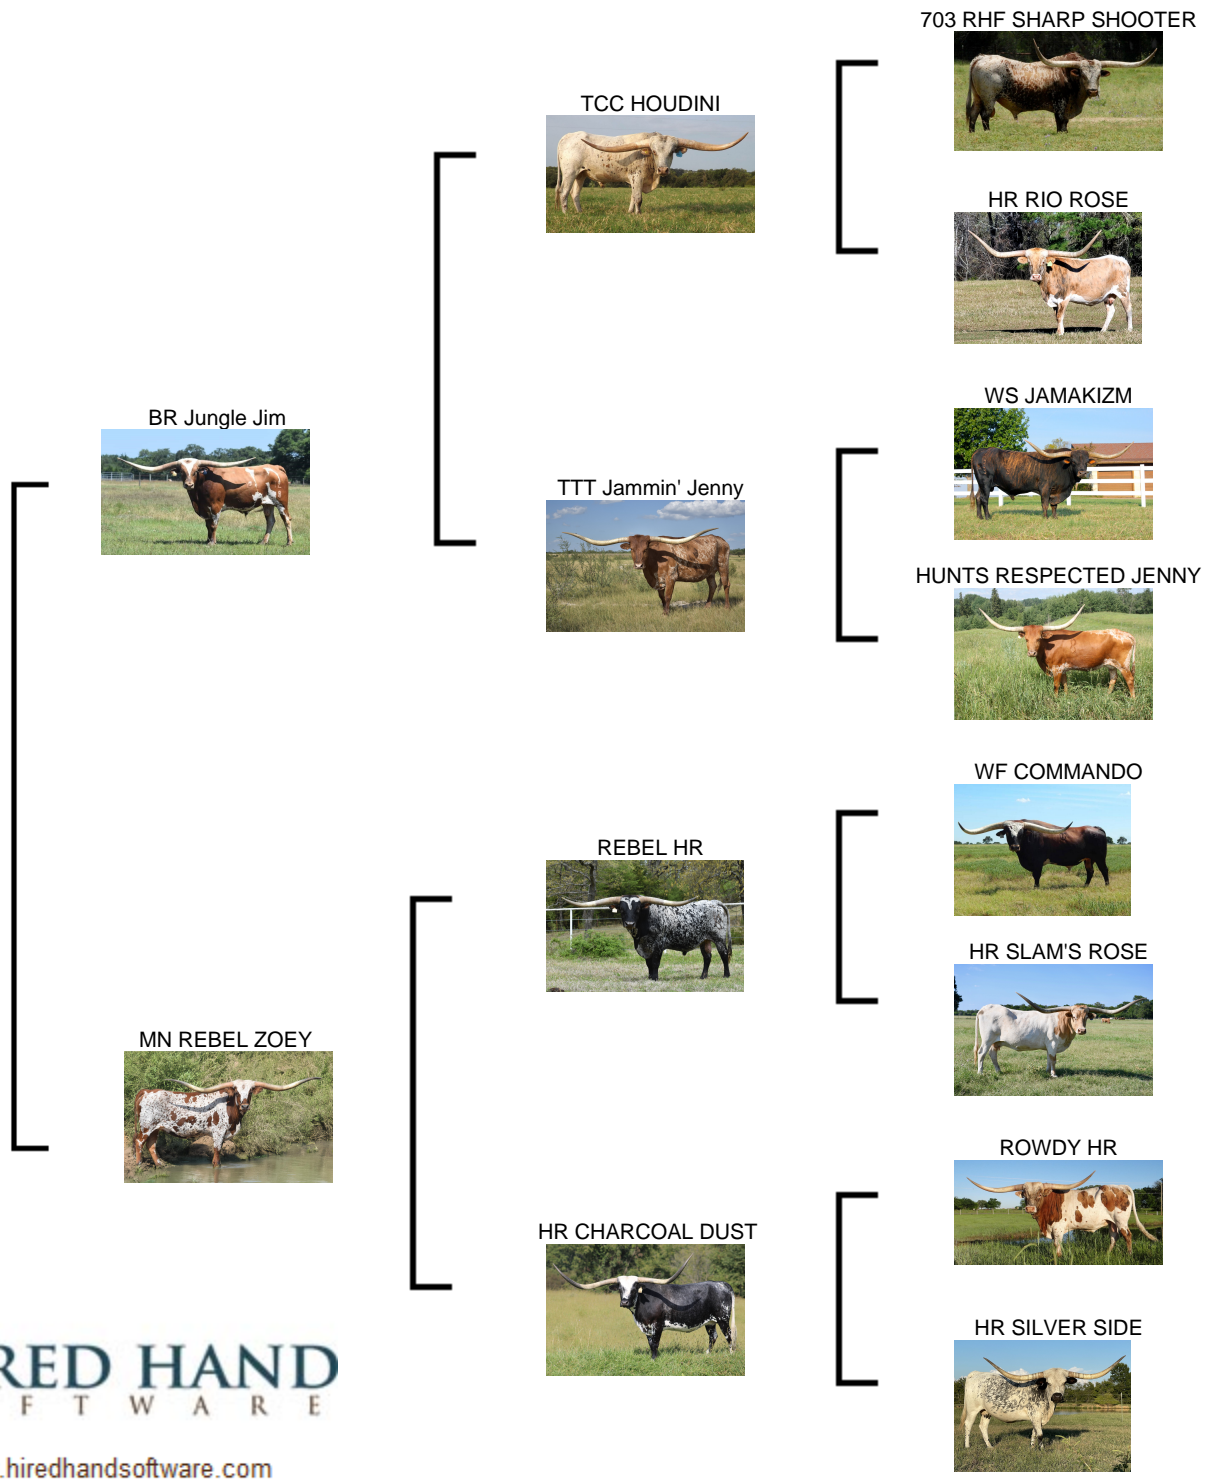 703 RHF SHARP SHOOTER
TCC HOUDINI
HR RIO ROSE
WS JAMAKIZM
BR Jungle Jim
TTT Jammin' Jenny
HUNTS RESPECTED JENNY
WF COMMANDO
REBEL HR
HR SLAM'S ROSE
MN REBEL ZOEY
ROWDY HR
HR CHARCOAL DUST
HR SILVER SIDE
RED HAND
F T W A R E
.hiredhandsoftware.com